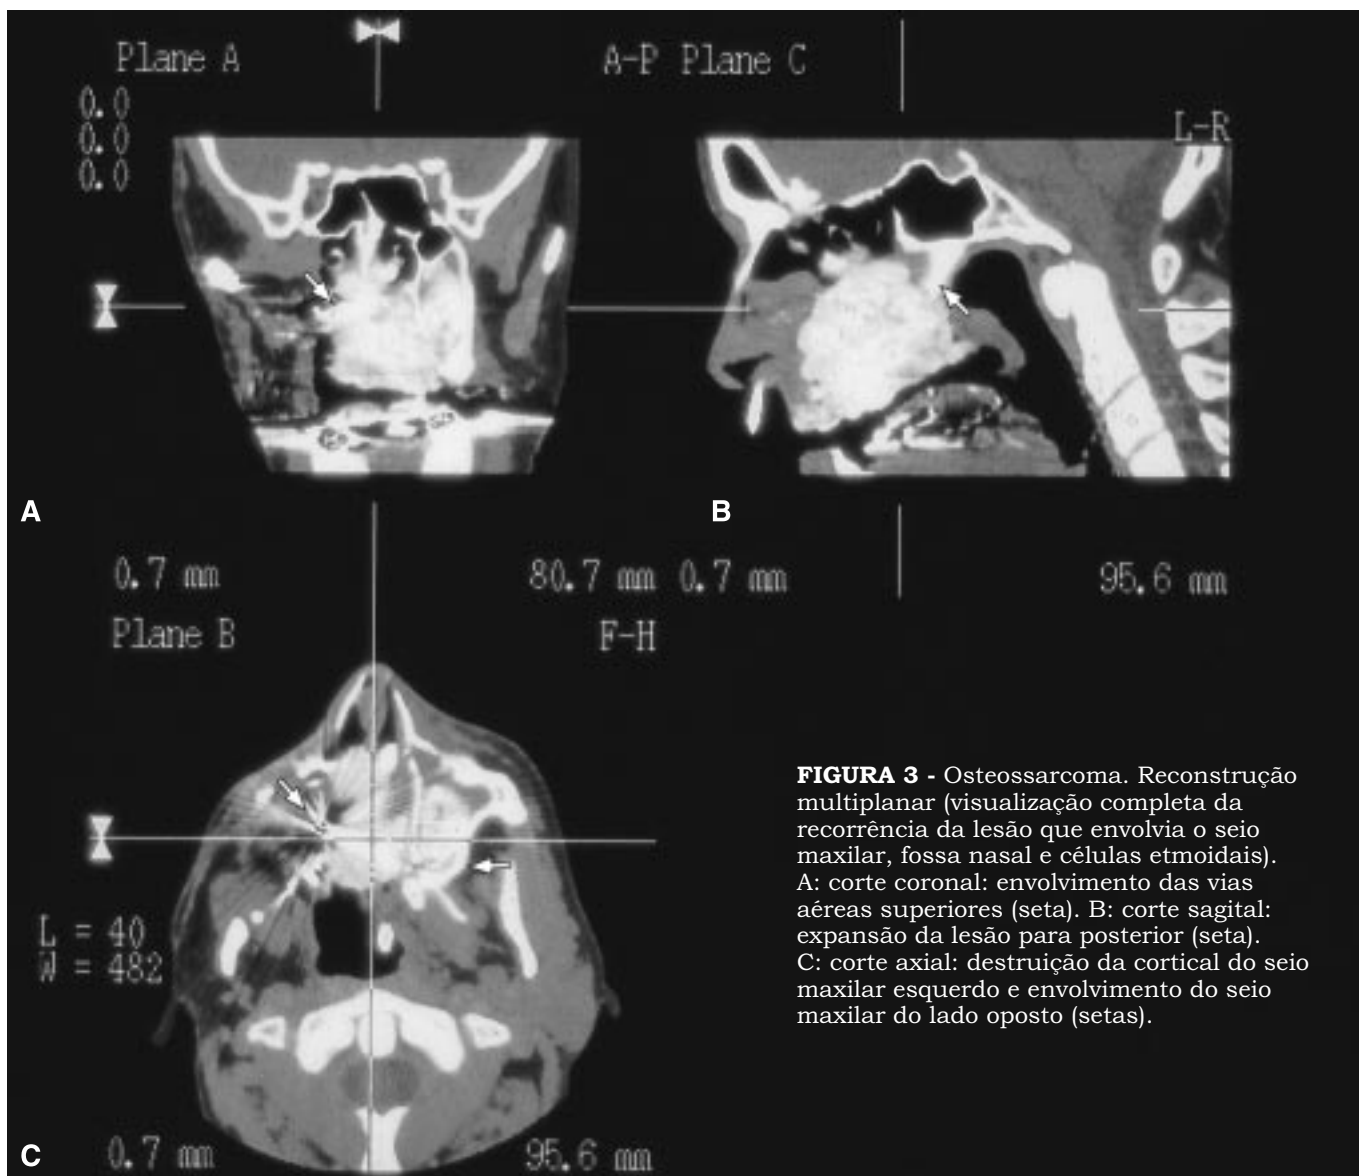 Plane A
A-P Plane C
0.0
0.0
0.0
L-R
A
B
0.7 mm
80.7 mm 0.7 mm
95.6 mm
Plane B
F-H
L = 40
W = 482
FIGURA 3 - Osteossarcoma. Reconstrução
multiplanar (visualização completa da
recorrência da lesão que envolvia o seio
maxilar, fossa nasal e células etmoidais).
A: corte coronal: envolvimento das vias
aéreas superiores (seta). B: corte sagital:
expansão da lesão para posterior (seta).
C: corte axial: destruição da cortical do seio
maxilar esquerdo e envolvimento do seio
maxilar do lado oposto (setas).
C
0.7 mm
95.6 mm